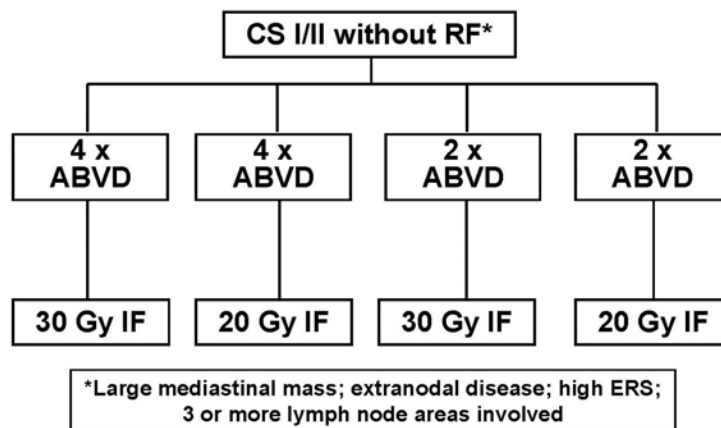 CS I/II without RF*
4 x
ABVD
4 x
ABVD
2 x
ABVD
2 x
ABVD
30 Gy IF
20 Gy IF
30 Gy IF
20 Gy IF
*Large mediastinal mass; extranodal disease; high ERS;
3 or more lymph node areas involved